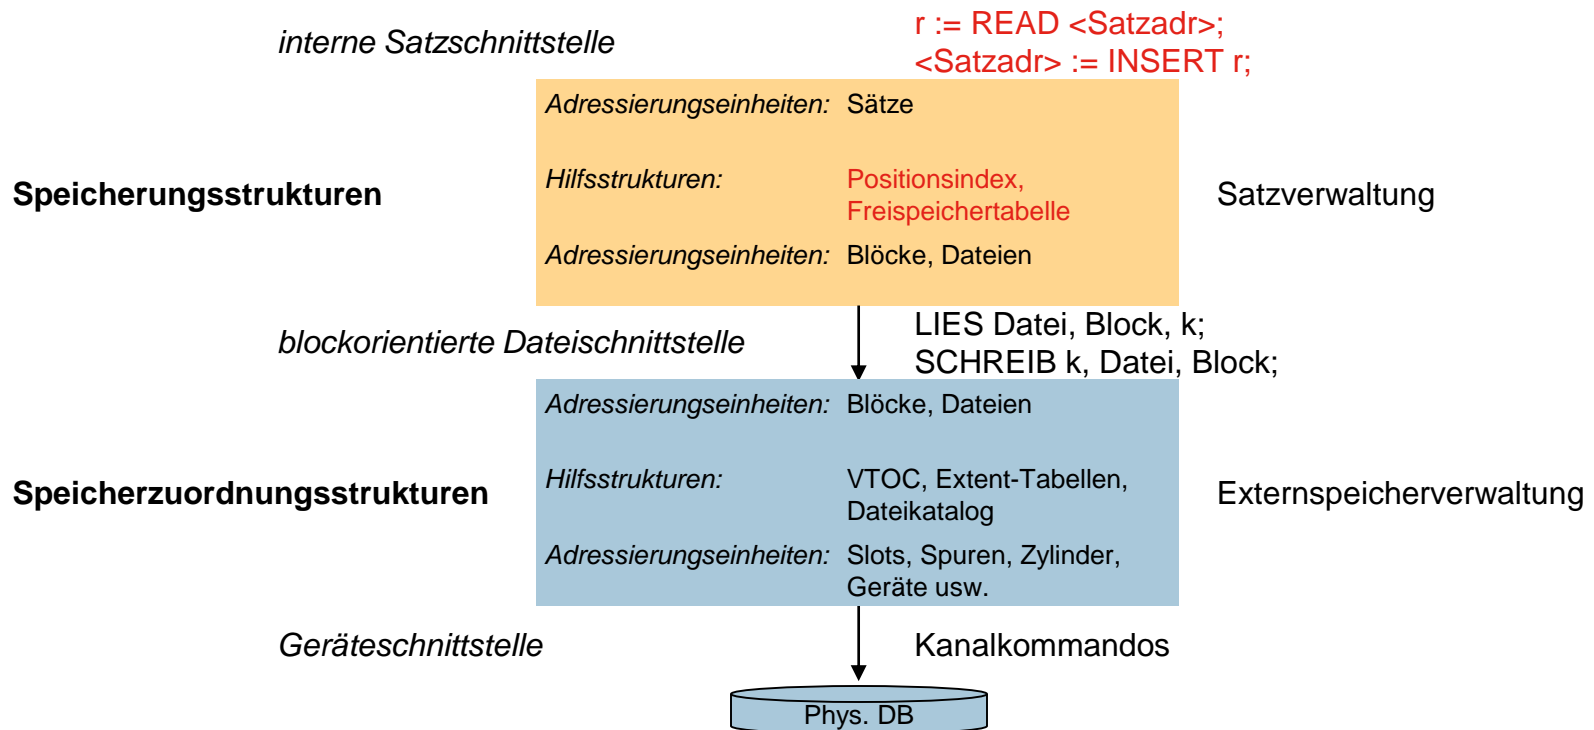 interne Satzschnittstelle
r := READ <Satzadr>;
<Satzadr> := INSERT r;
Adressierungseinheiten: Sätze
Speicherungsstrukturen
Hilfsstrukturen: Positionsindex,
Freispeichertabelle
Satzverwaltung
Adressierungseinheiten: Blöcke, Dateien
blockorientierte Dateischnittstelle
LIES Datei, Block, k;
SCHREIB k, Datei, Block;
Adressierungseinheiten: Blöcke, Dateien
Speicherzuordnungsstrukturen
Hilfsstrukturen: VTOC, Extent-Tabellen,
Dateikatalog
Externspeicherverwaltung
Adressierungseinheiten: Slots, Spuren, Zylinder,
Geräte usw.
Geräteschnittstelle
Kanalkommandos
Phys. DB